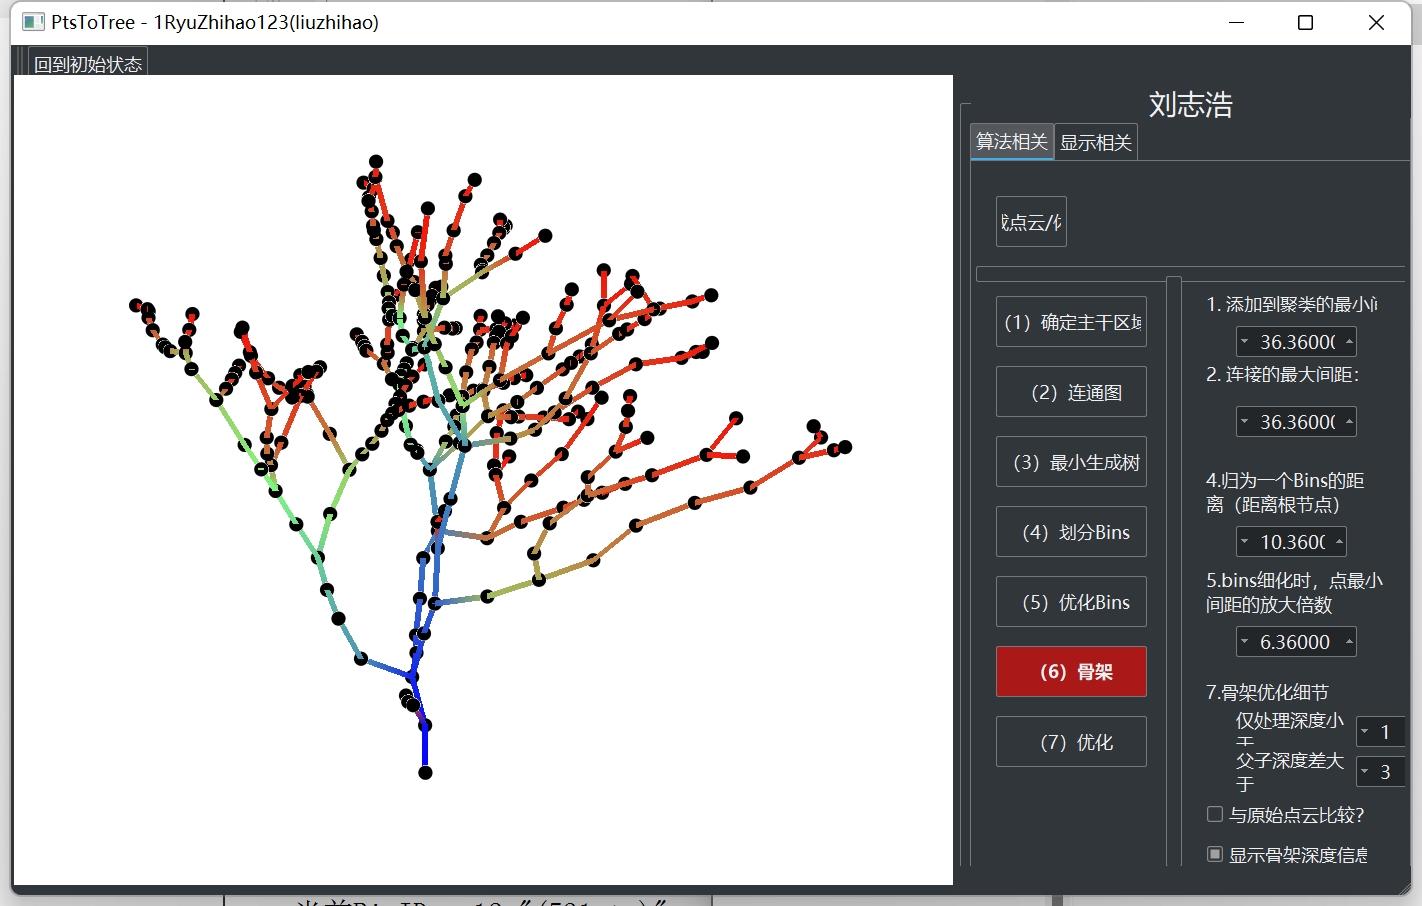 PtsToTree - 1RyuZhihao123(liuzhihao)
回到初始状态
刘志浩
算法相关
显示相关
点云/
（1）确定主干区域
（2）连通图
（3）最小生成树
（4）划分Bins
（5）优化Bins
（6）骨架
（7）优化
1. 添加到聚类的最小
36.3600
2. 连接的最大间距：
36.3600
4.归为一个Bins的距
离（距离根节点）
10.360
5.bins细化时，点最小
间距的放大倍数
6.36000
7.骨架优化细节
仅处理深度小
于
1
父子深度差大
于
3
与原始点云比较？
显示骨架深度信息